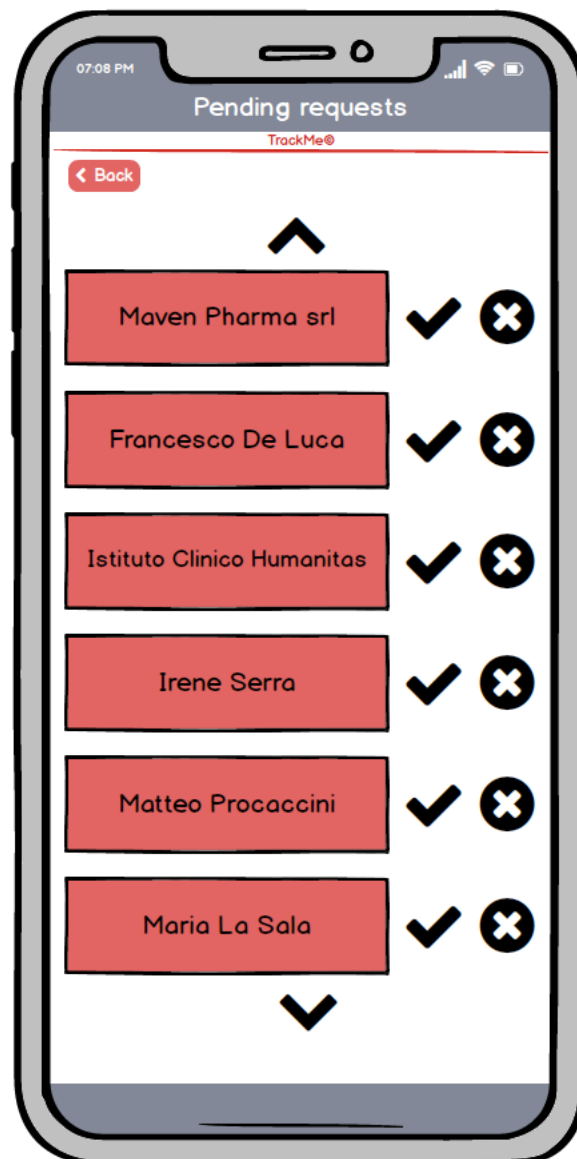 07:08 PM
Pending requests
TrackMe©
Back
Maven Pharma srl
Francesco De Luca
Istituto Clinico Humanitas
Irene Serra
Matteo Procaccini
Maria La Sala